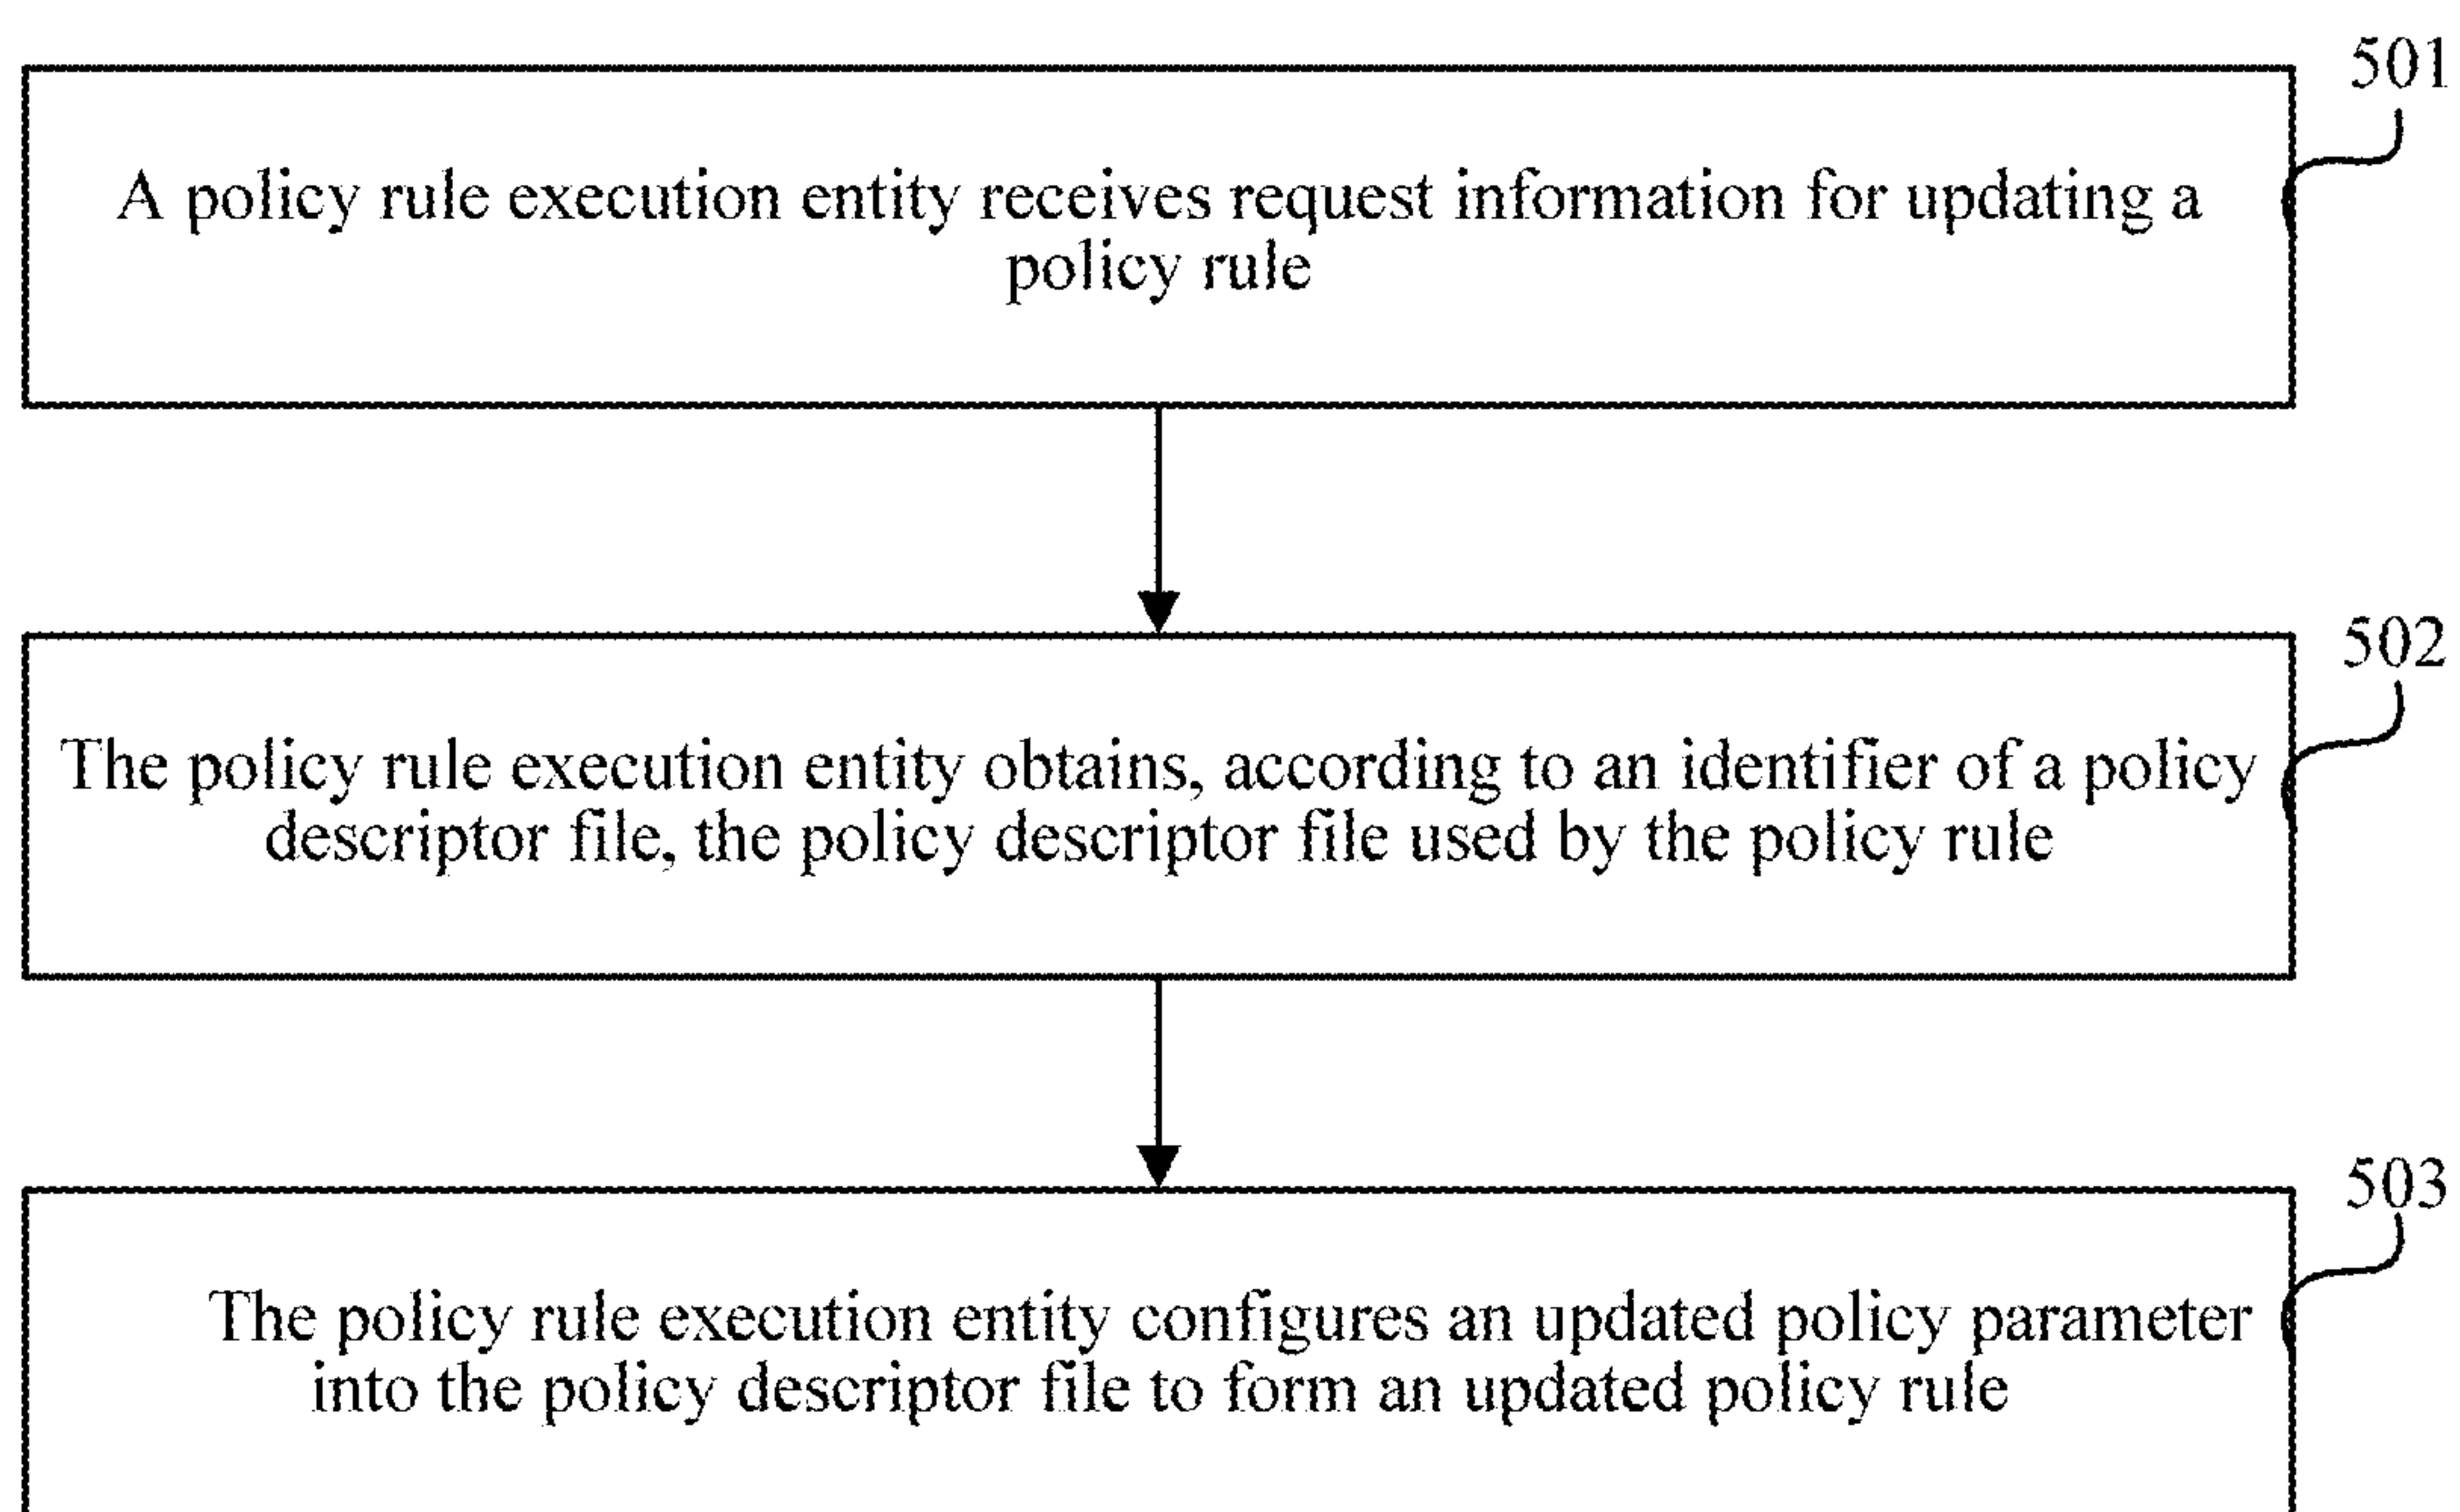 501
A policy rule execution entity receives request information for updating a
policy rule
502
The policy rule execution entity obtains, according to an identifier of a policy
descriptor file, the policy descriptor file used by the policy rule
503
The policy rule execution entity configures an updated policy parameter
into the policy descriptor file to form an updated policy rule